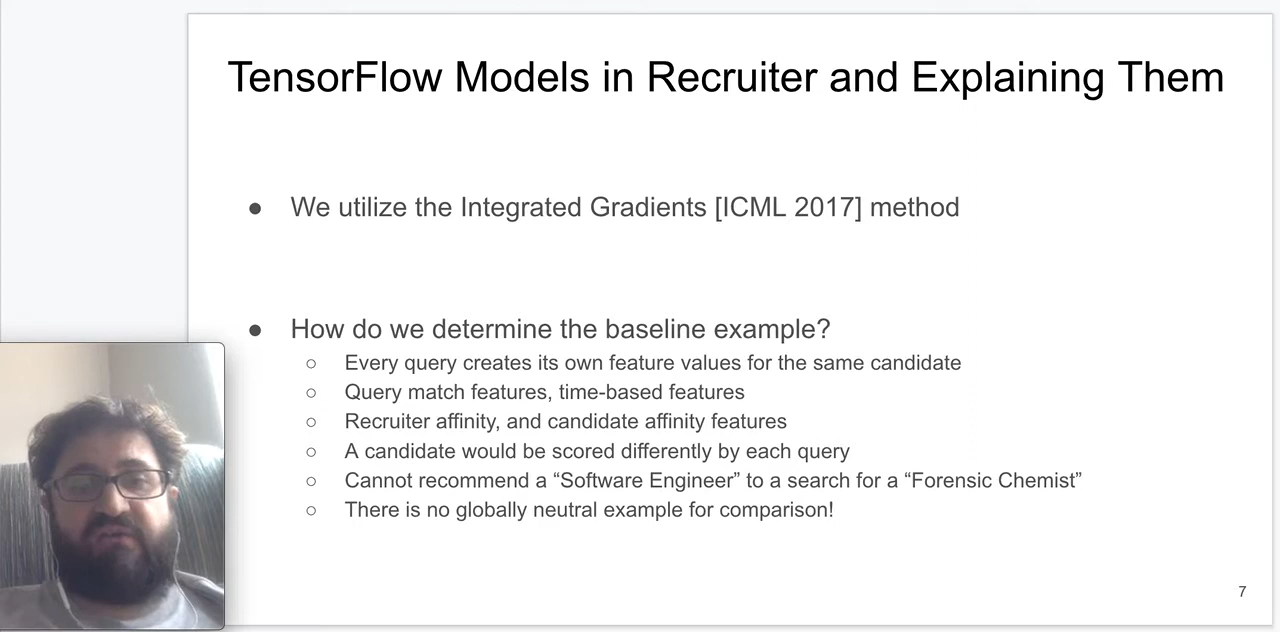 TensorFlow Models in Recruiter and Explaining Them
● We utilize the Integrated Gradients [ICML 2017] method
● How do we determine the baseline example?
○ Every query creates its own feature values for the same candidate
○ Query match features, time-based features
○ Recruiter affinity, and candidate affinity features
○ A candidate would be scored differently by each query
○ Cannot recommend a “Software Engineer” to a search for a “Forensic Chemist”
○ There is no globally neutral example for comparison!
7